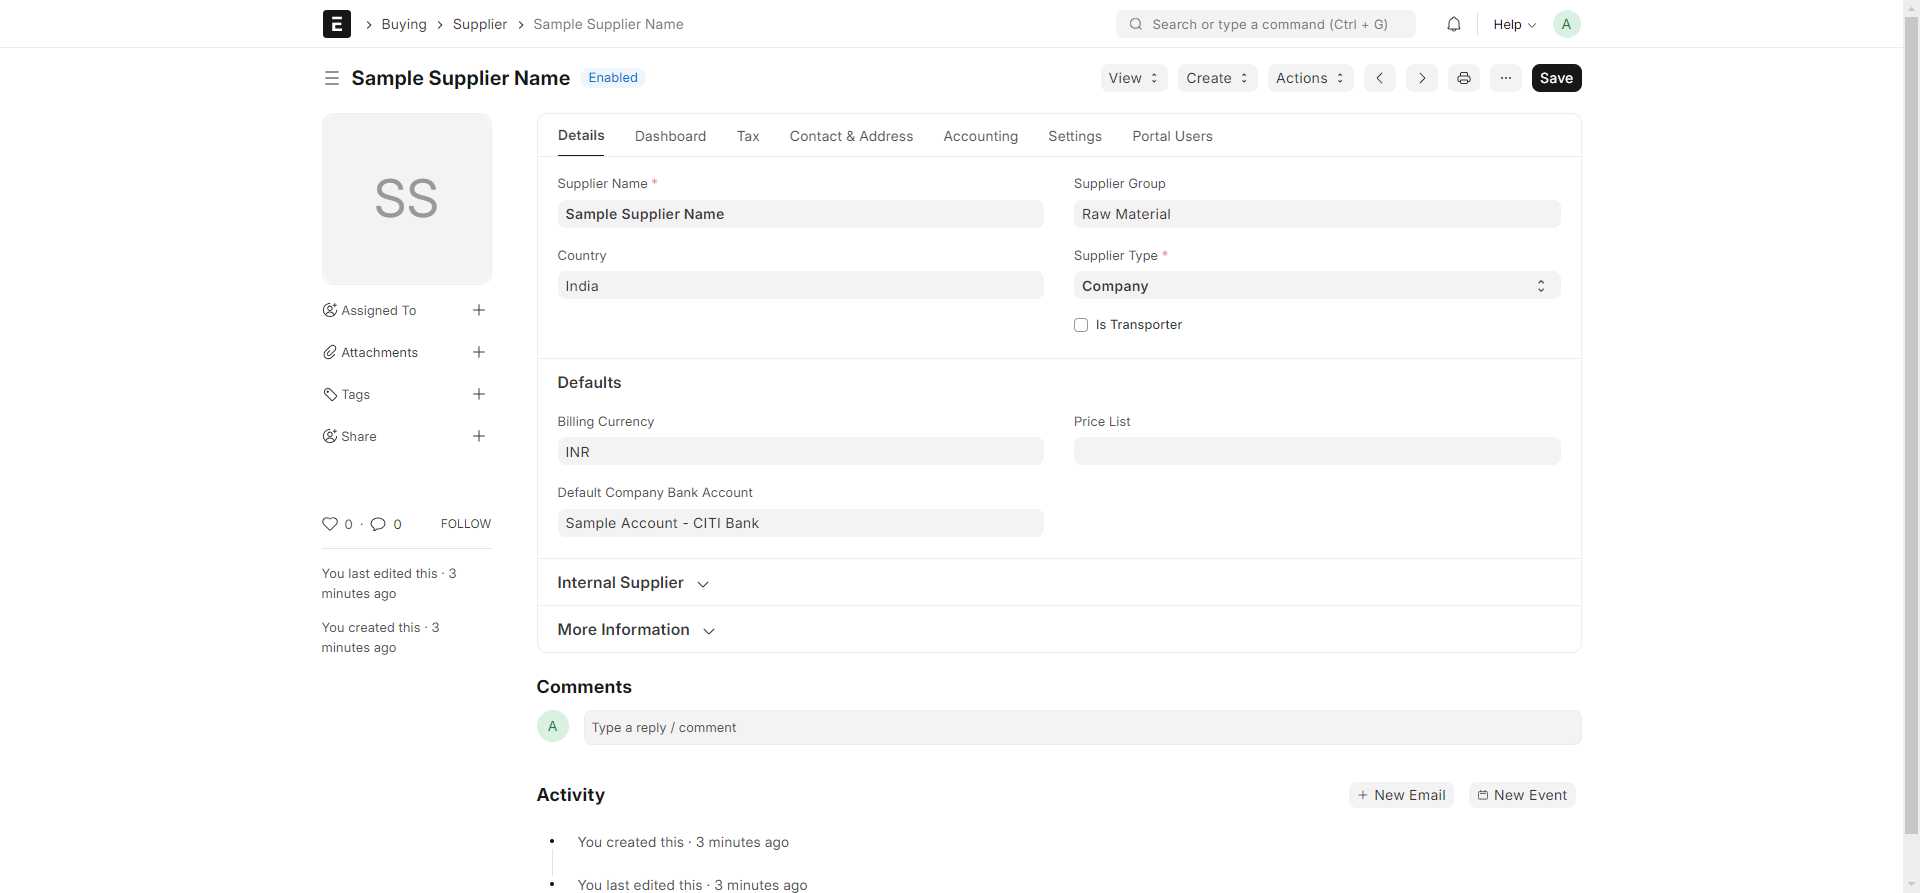 E
Buying
Supplier
Sample Supplier Name
Search or type a command (Ctrl + G)
Help
A
Sample Supplier Name
Enabled
View
Create
Actions
Save
SS
Assigned To
Attachments
Tags
Share
0 · 0
FOLLOW
You last edited this · 3
minutes ago
You created this · 3
minutes ago
Details
Dashboard
Tax
Contact & Address
Accounting
Settings
Portal Users
Supplier Name *
Sample Supplier Name
Supplier Group
Raw Material
Country
India
Supplier Type *
Company
Is Transporter
Defaults
Billing Currency
INR
Price List
Default Company Bank Account
Sample Account - CITI Bank
Internal Supplier
More Information
Comments
A
Type a reply / comment
Activity
New Email
New Event
You created this · 3 minutes ago
You last edited this · 3 minutes ago